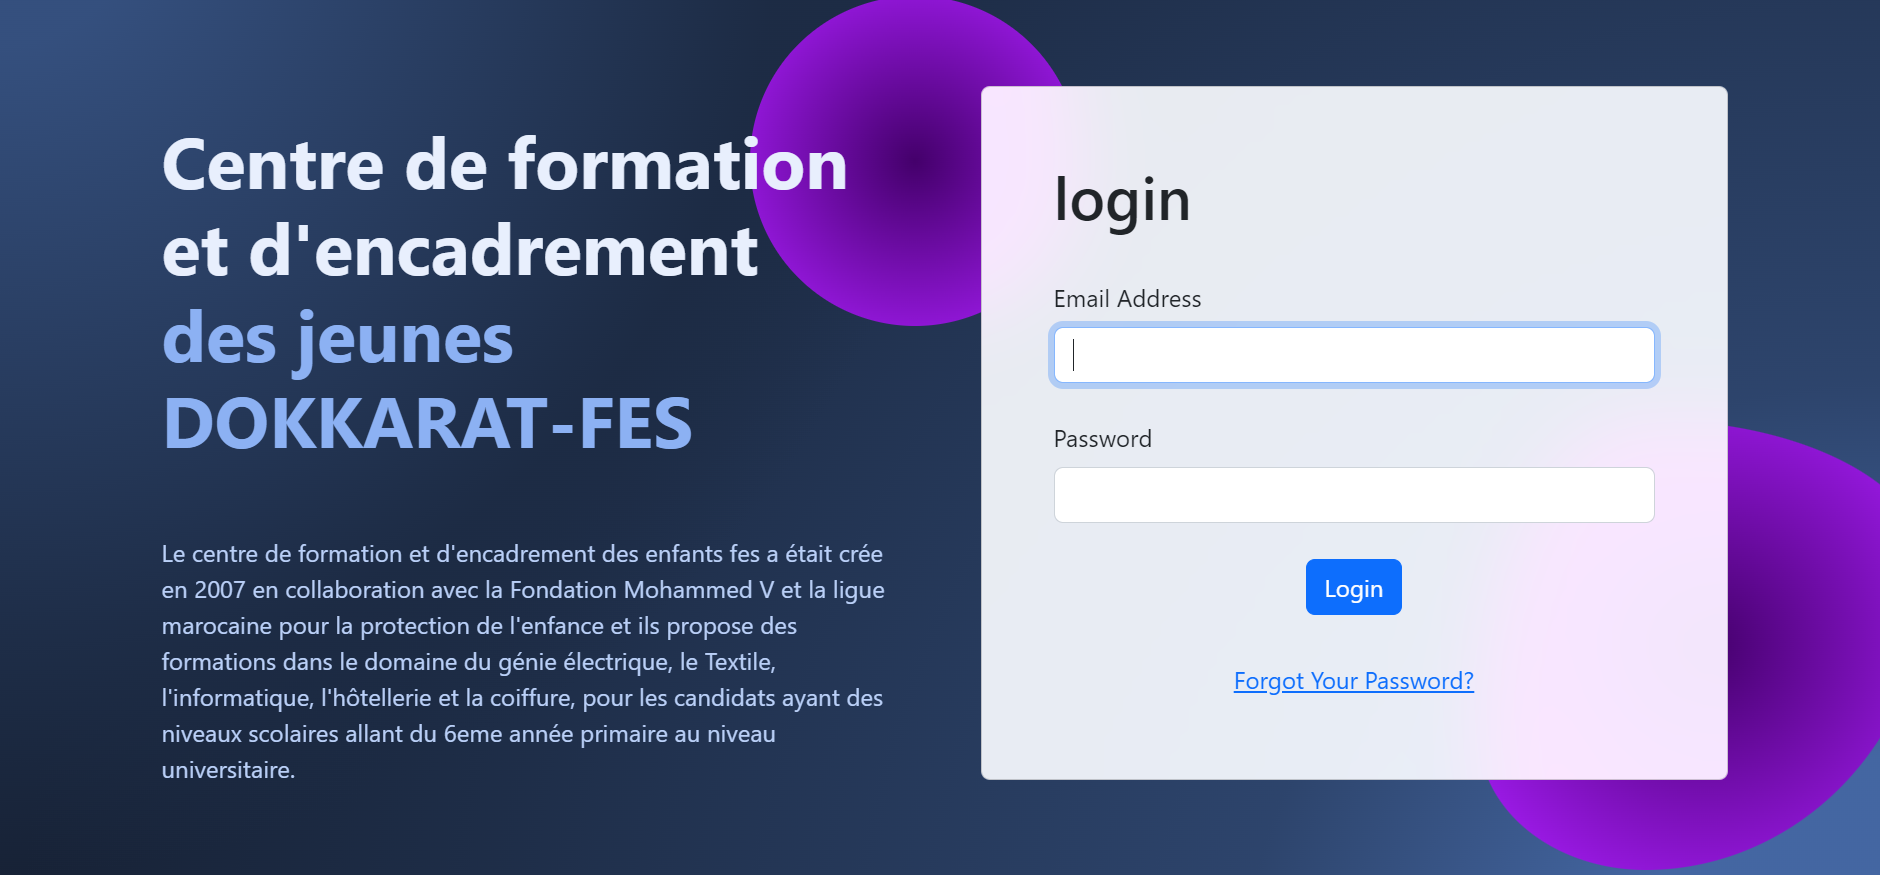 Centre de formation
et d'encadrement
des jeunes
DOKKARAT-FES
Le centre de formation et d'encadrement des enfants fes a était crée
en 2007 en collaboration avec la Fondation Mohammed V et la ligue
marocaine pour la protection de l'enfance et ils propose des
formations dans le domaine du génie électrique, le Textile,
l'informatique, l'hôtellerie et la coiffure, pour les candidats ayant des
niveaux scolaires allant du 6eme année primaire au niveau
universitaire.
login
Email Address
Password
Login
Forgot Your Password?